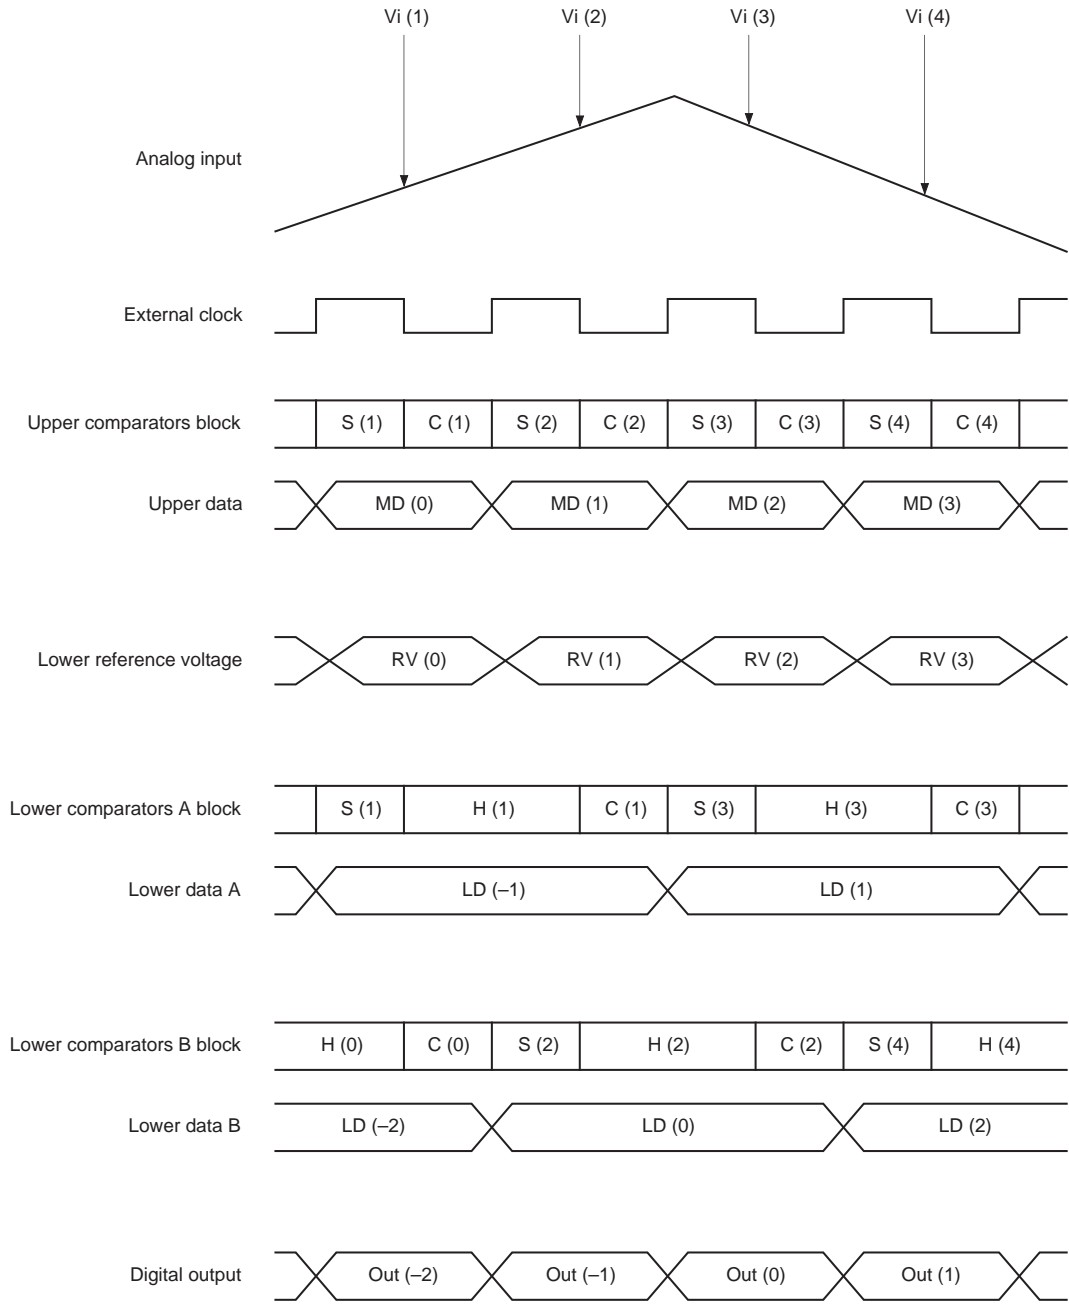 Vi (1) Vi (2) Vi (3) Vi (4)
Analog input
External clock
Upper comparators block S (1) C (1) S (2) C (2) S (3) C (3) S (4) C (4)
Upper data MD (0) MD (1) MD (2) MD (3)
Lower reference voltage RV (0) RV (1) RV (2) RV (3)
Lower comparators A block S (1) H (1) C (1) S (3) H (3) C (3)
Lower data A LD (–1) LD (1)
Lower comparators B block H (0) C (0) S (2) H (2) C (2) S (4) H (4)
Lower data B LD (–2) LD (0) LD (2)
Digital output Out (–2) Out (–1) Out (0) Out (1)